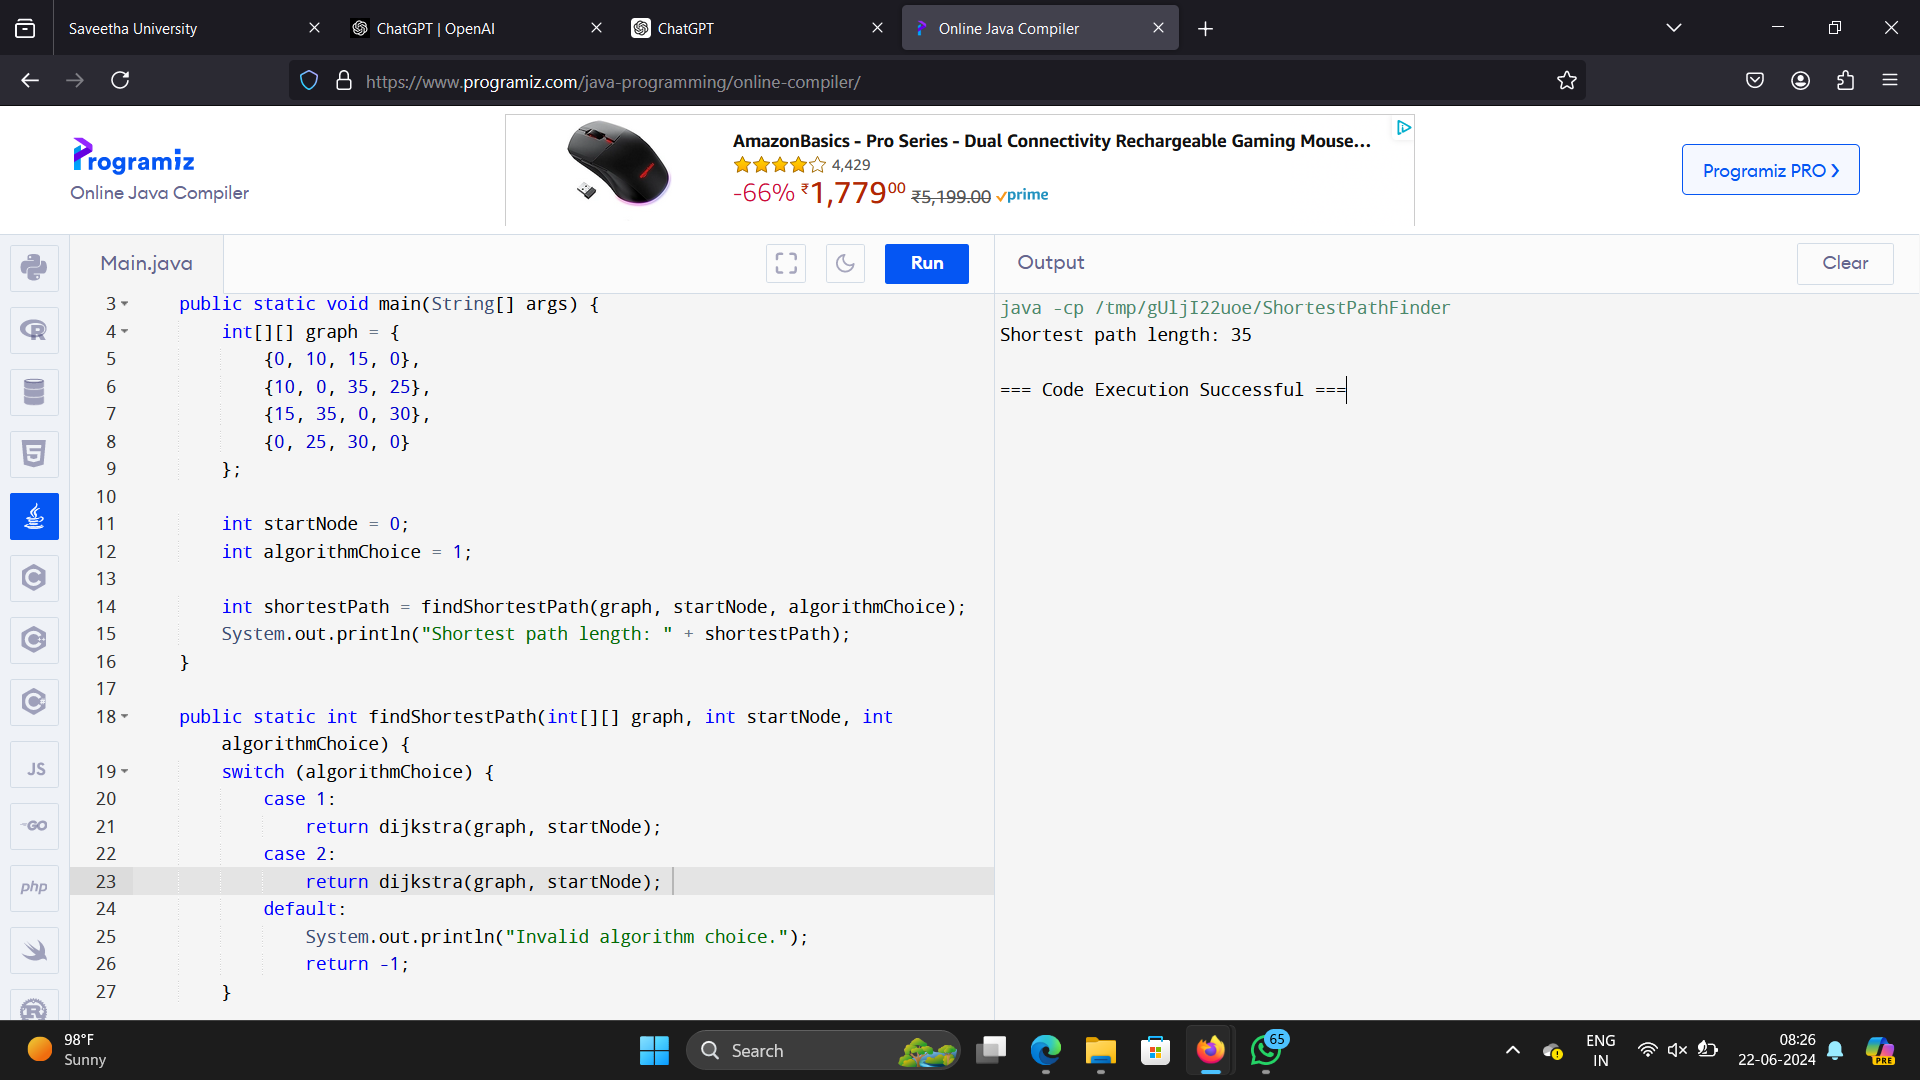 Saveetha University
ChatGPT | OpenAI
ChatGPT
Online Java Compiler
https://www.programiz.com/java-programming/online-compiler/
Programiz
Online Java Compiler
AmazonBasics - Pro Series - Dual Connectivity Rechargeable Gaming Mouse...
4,429
-66% ₹1,77900 ₹5,199.00 prime
Programiz PRO
Main.java
Run
Output
Clear
3 public static void main(String[] args) {
4 int[][] graph = {
5 {0, 10, 15, 0},
6 {10, 0, 35, 25},
7 {15, 35, 0, 30},
8 {0, 25, 30, 0}
9 };
10
11 int startNode = 0;
12 int algorithmChoice = 1;
13
14 int shortestPath = findShortestPath(graph, startNode, algorithmChoice);
15 System.out.println("Shortest path length: " + shortestPath);
16 }
17
18 public static int findShortestPath(int[][] graph, int startNode, int
algorithmChoice) {
19 switch (algorithmChoice) {
20 case 1:
21 return dijkstra(graph, startNode);
22 case 2:
23 return dijkstra(graph, startNode);
24 default:
25 System.out.println("Invalid algorithm choice.");
26 return -1;
27 }
java -cp /tmp/gUljI22uoe/ShortestPathFinder
Shortest path length: 35
=== Code Execution Successful ===
R
5
C
C
C
JS
GO
php
98°F
Sunny
Search
65
ENG
IN
08:26
22-06-2024
PRE